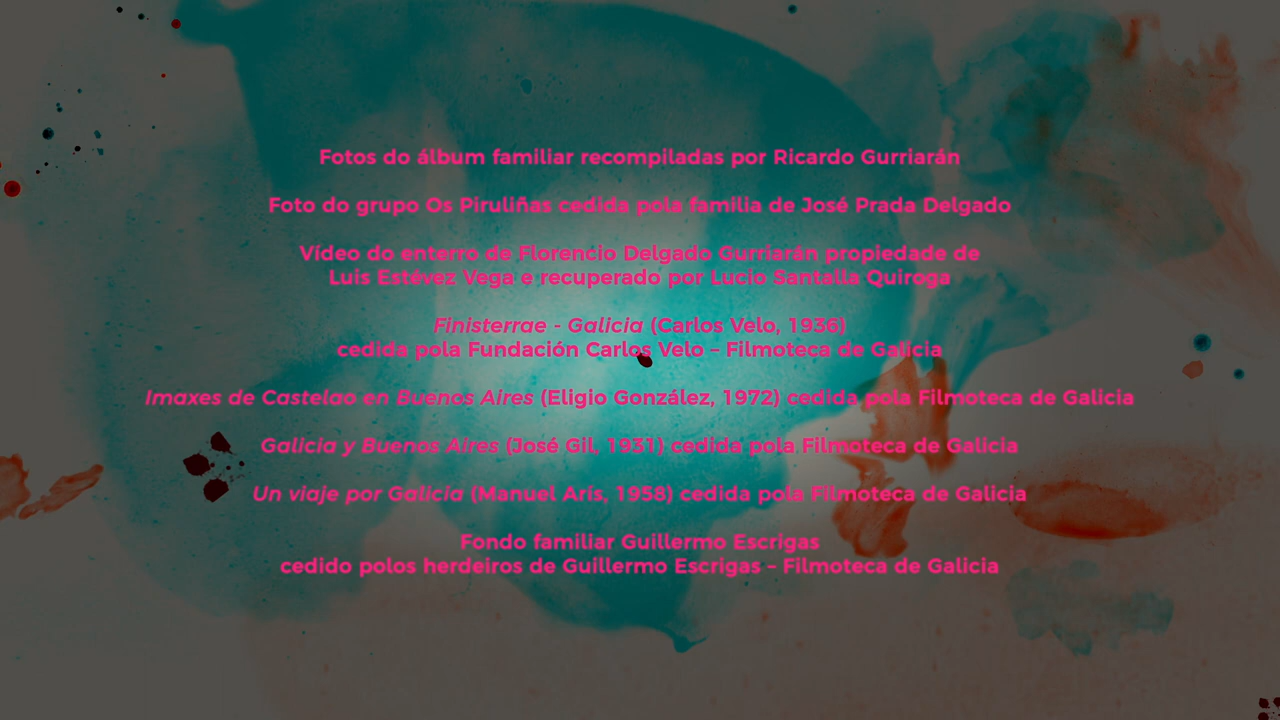 Fotos do álbum familiar recompiladas por Ricardo Gurriarán
Foto do grupo Os Piruliñas cedida pola familia de José Prada Delgado
Vídeo do enterro de Florencio Delgado Gurriarán propiedade de
Luis Estévez Vega e recuperado por Lucio Santalla Quiroga
Finisterrae - Galicia (Carlos Velo, 1936)
cedida pola Fundación Carlos Velo – Filmoteca de Galicia
Imaxes de Castelao en Buenos Aires (Eligio González, 1972) cedida pola Filmoteca de Galicia
Galicia y Buenos Aires (José Gil, 1931) cedida pola Filmoteca de Galicia
Un viaje por Galicia (Manuel Arís, 1958) cedida pola Filmoteca de Galicia
Fondo familiar Guillermo Escrigas
cedido polos herdeiros de Guillermo Escrigas – Filmoteca de Galicia